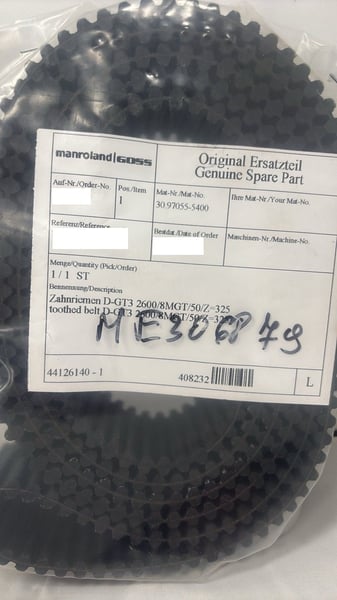 manroland|GOSS
Original Ersatzteil
Genuine Spare Part
Auf-Nr./Order-No.
Pos./Item
1
Mat-Nr./Mat-No.
30.97055-5400
Ihre Mat-Nr./Your Mat-No.
Referenz/Reference
Bestdat./Date of Order
Maschinen-Nr./Machine-No.
Menge/Quantity (Pick/Order)
1 / 1 ST
Bennennung/Description
Zahnriemen D-GT3 2600/8MGT/50/Z=325
toothed belt D-GT3 2600/8MGT/50/Z=325
ME306879
44126140 - 1
408232
L